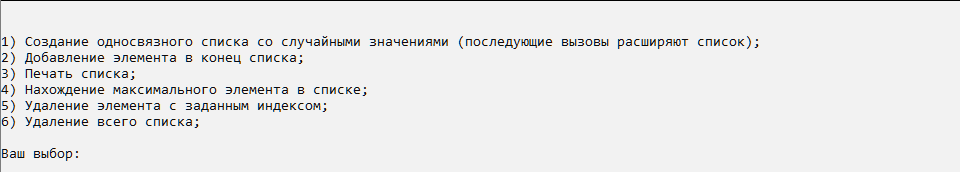 1) Создание односвязного списка со случайными значениями (последующие вызовы расширяют список);
2) Добавление элемента в конец списка;
3) Печать списка;
4) Нахождение максимального элемента в списке;
5) Удаление элемента с заданным индексом;
6) Удаление всего списка;
Ваш выбор: